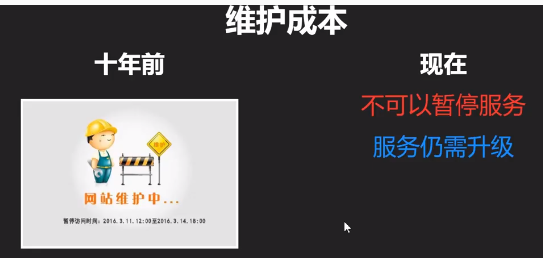 维护成本
十年前
现在
不可以暂停服务
服务仍需升级
维护
网站维护中...
暂停访问时间：2016.3.11.12:00至2016.3.14.18:00